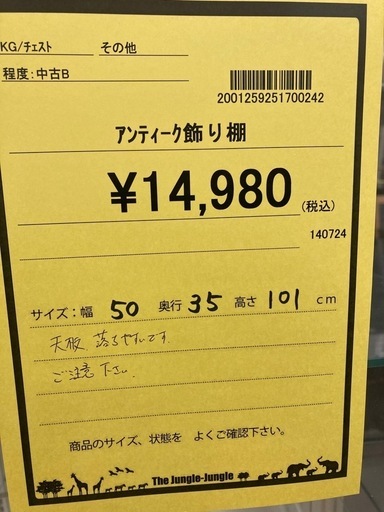 KG/チェスト その他
程度:中古B
2001259251700242
アンティーク飾り棚
¥14,980 (税込)
140724
サイズ:幅 50 奥行 35 高さ 101 cm
天板 落ちやすいです
ご注意 下さい。
商品のサイズ、状態を よくご確認下さい。
The Jungle-Jungle